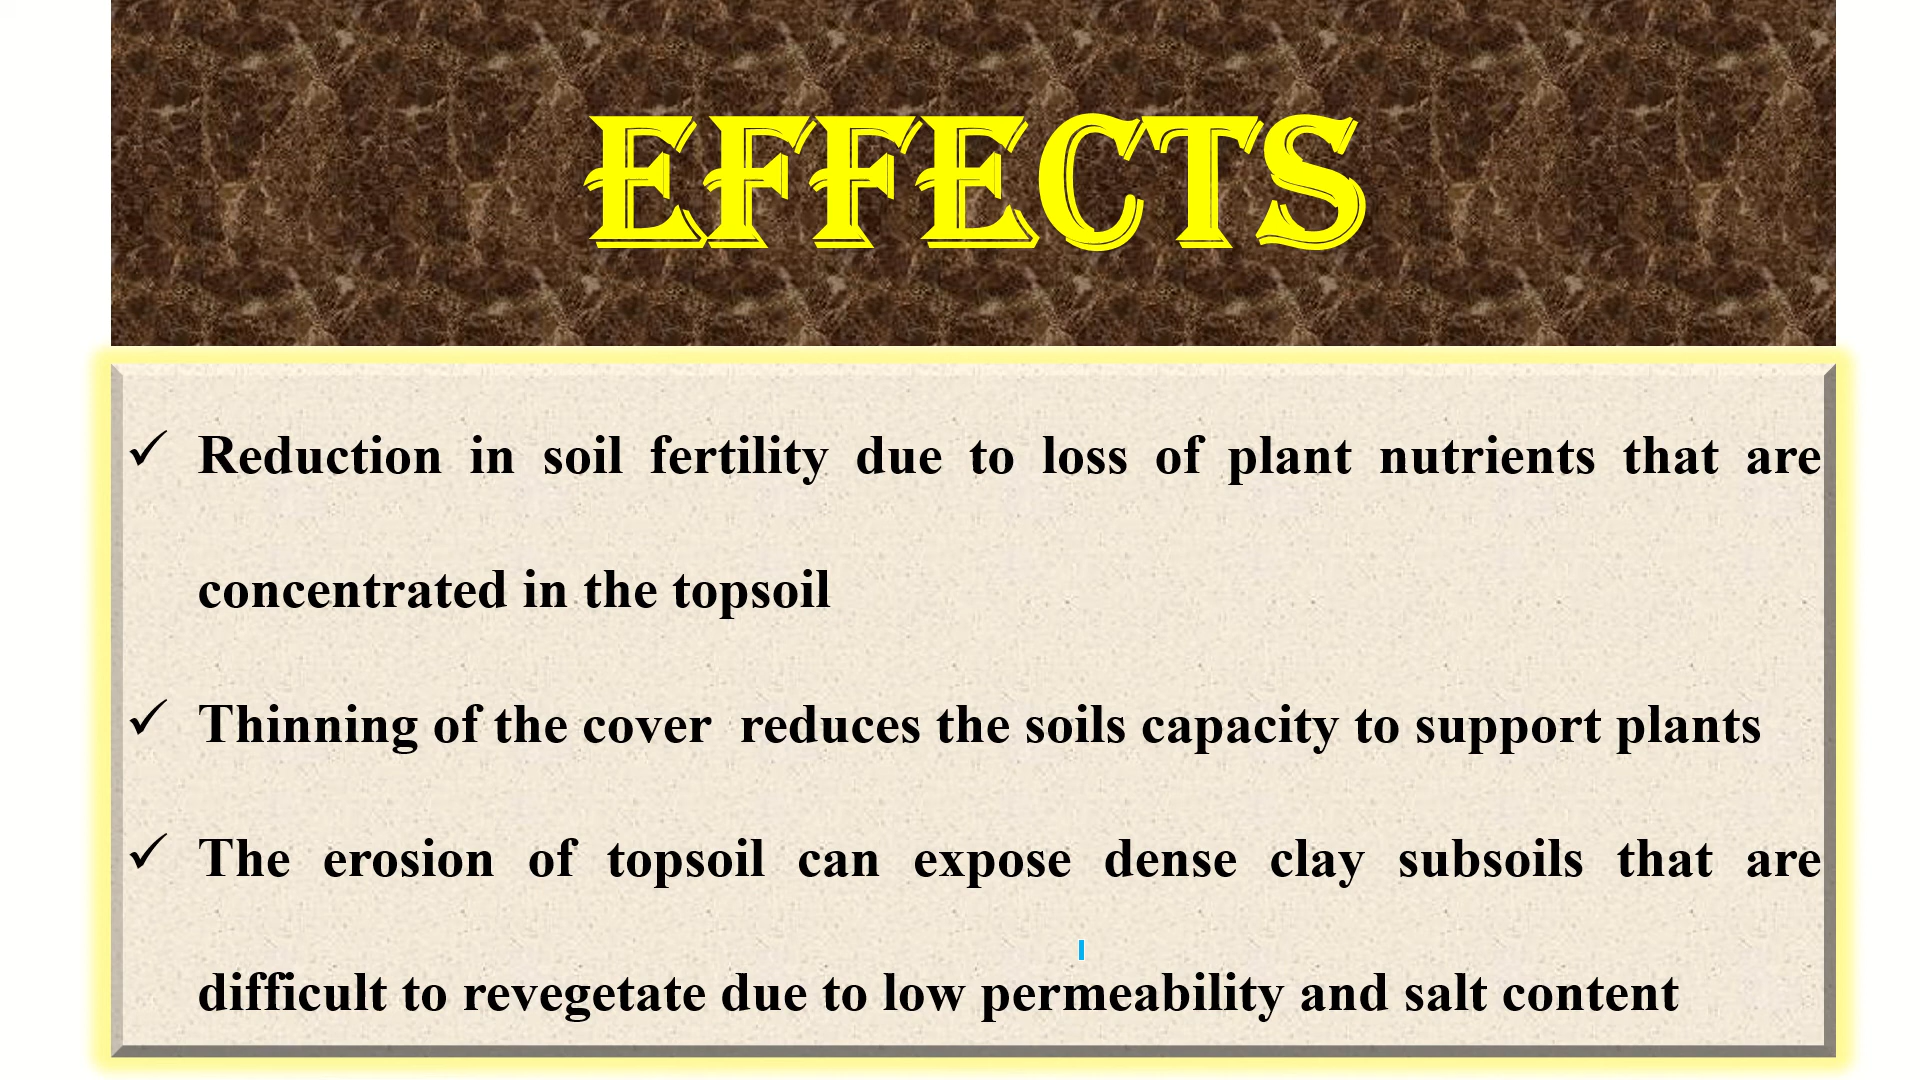 EFFECTS
✓ Reduction in soil fertility due to loss of plant nutrients that are
concentrated in the topsoil
✓ Thinning of the cover  reduces the soils capacity to support plants
✓ The erosion of topsoil can expose dense clay subsoils that are
difficult to revegetate due to low permeability and salt content